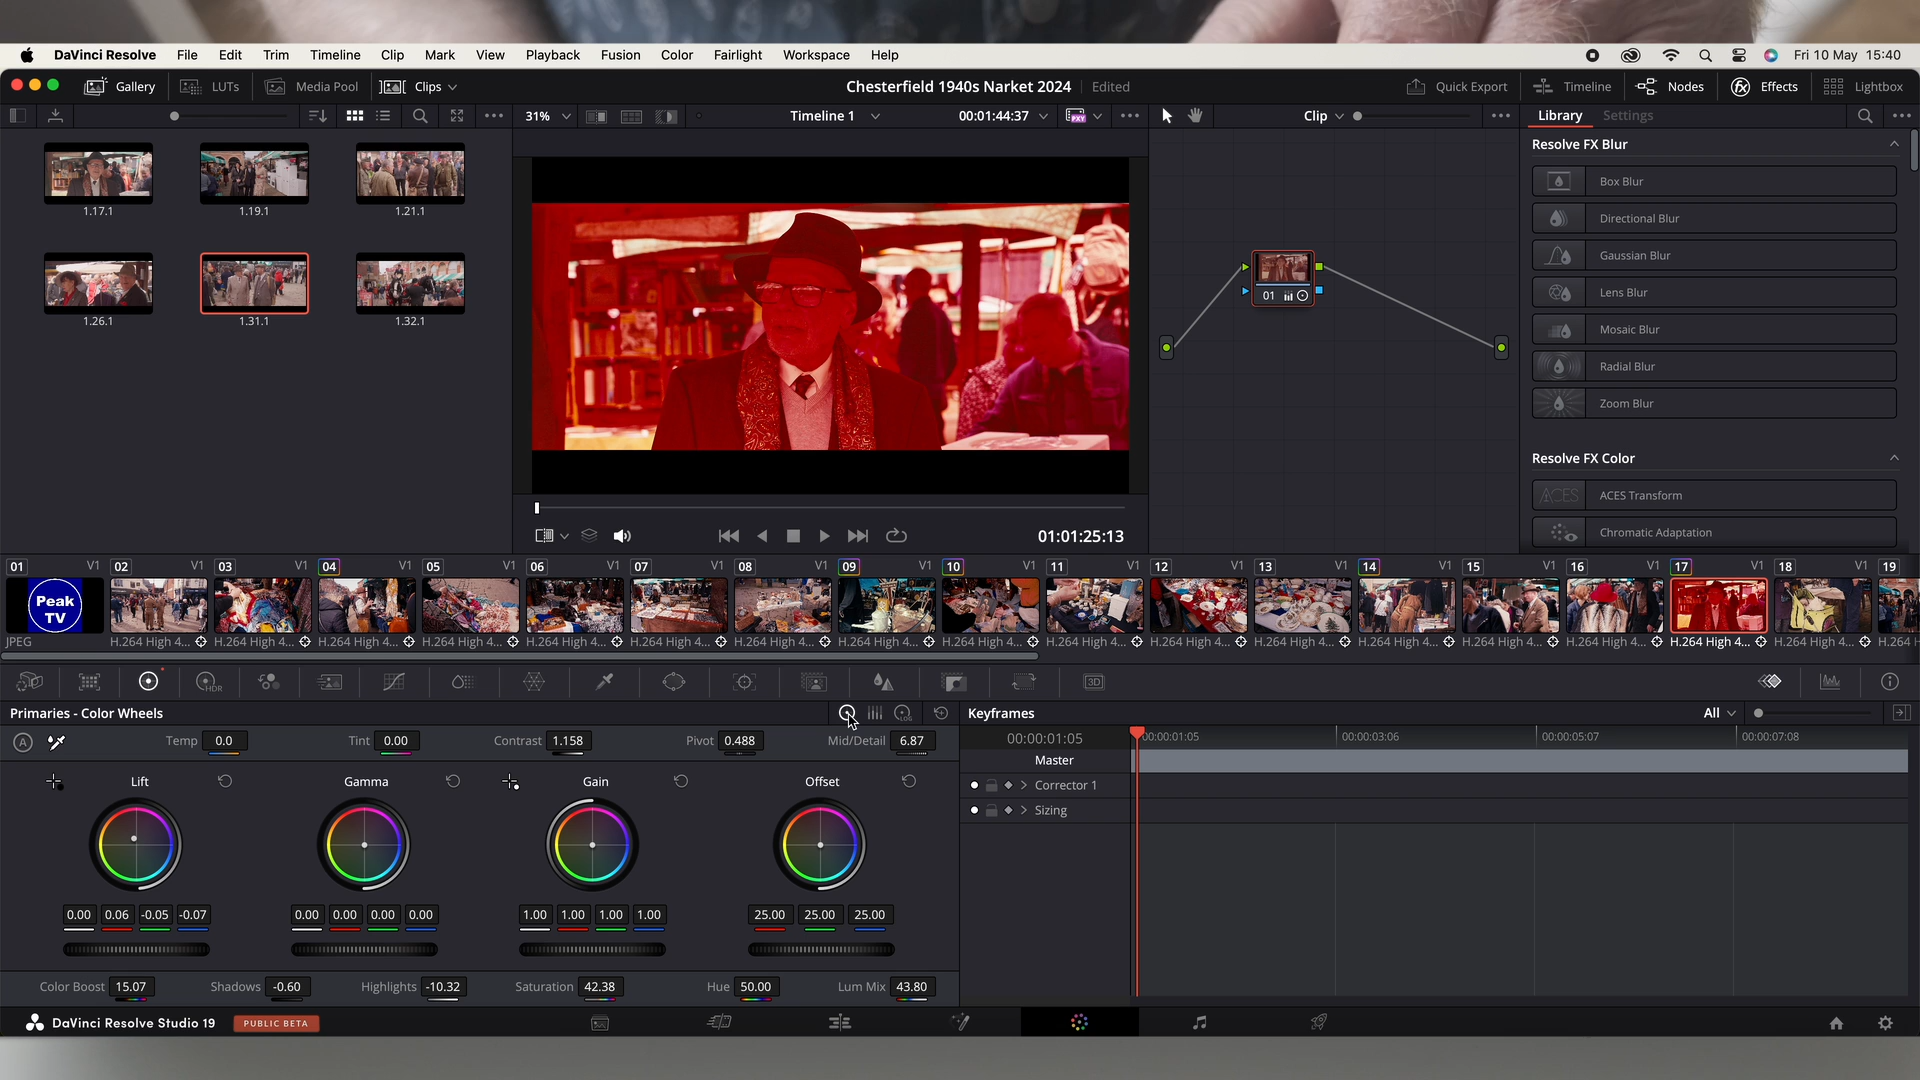 DaVinci Resolve File Edit Trim Timeline Clip Mark View Playback Fusion Color Fairlight Workspace Help Fri 10 May 15:40
Gallery LUTs Media Pool Clips Chesterfield 1940s Narket 2024 Edited Quick Export Timeline Nodes Effects Lightbox
31% Timeline 1 00:01:44:37 PXY Clip Library Settings
Resolve FX Blur
Box Blur
Directional Blur
Gaussian Blur
Lens Blur
Mosaic Blur
Radial Blur
Zoom Blur
Resolve FX Color
ACES ACES Transform
Chromatic Adaptation
1.17.1 1.19.1 1.21.1
1.26.1 1.31.1 1.32.1
01
01:01:25:13
01 V1 02 V1 03 V1 04 V1 05 V1 06 V1 07 V1 08 V1 09 V1 10 V1 11 V1 12 V1 13 V1 14 V1 15 V1 16 V1 17 V1 18 V1 19
Peak
TV
JPEG H.264 High 4... H.264 High 4... H.264 High 4... H.264 High 4... H.264 High 4... H.264 High 4... H.264 High 4... H.264 High 4... H.264 High 4... H.264 High 4... H.264 High 4... H.264 High 4... H.264 High 4... H.264 High 4... H.264 High 4... H.264 High 4... H.264 High 4... H.264
HDR 3D
Primaries - Color Wheels LOG Keyframes All
A Temp 0.0 Tint 0.00 Contrast 1.158 Pivot 0.488 Mid/Detail 6.87
00:00:01:05 00:00:01:05 00:00:03:06 00:00:05:07 00:00:07:08
Master
Corrector 1
Sizing
Lift Gamma Gain Offset
0.00 0.06 -0.05 -0.07 0.00 0.00 0.00 0.00 1.00 1.00 1.00 1.00 25.00 25.00 25.00
Color Boost 15.07 Shadows -0.60 Highlights -10.32 Saturation 42.38 Hue 50.00 Lum Mix 43.80
DaVinci Resolve Studio 19 PUBLIC BETA